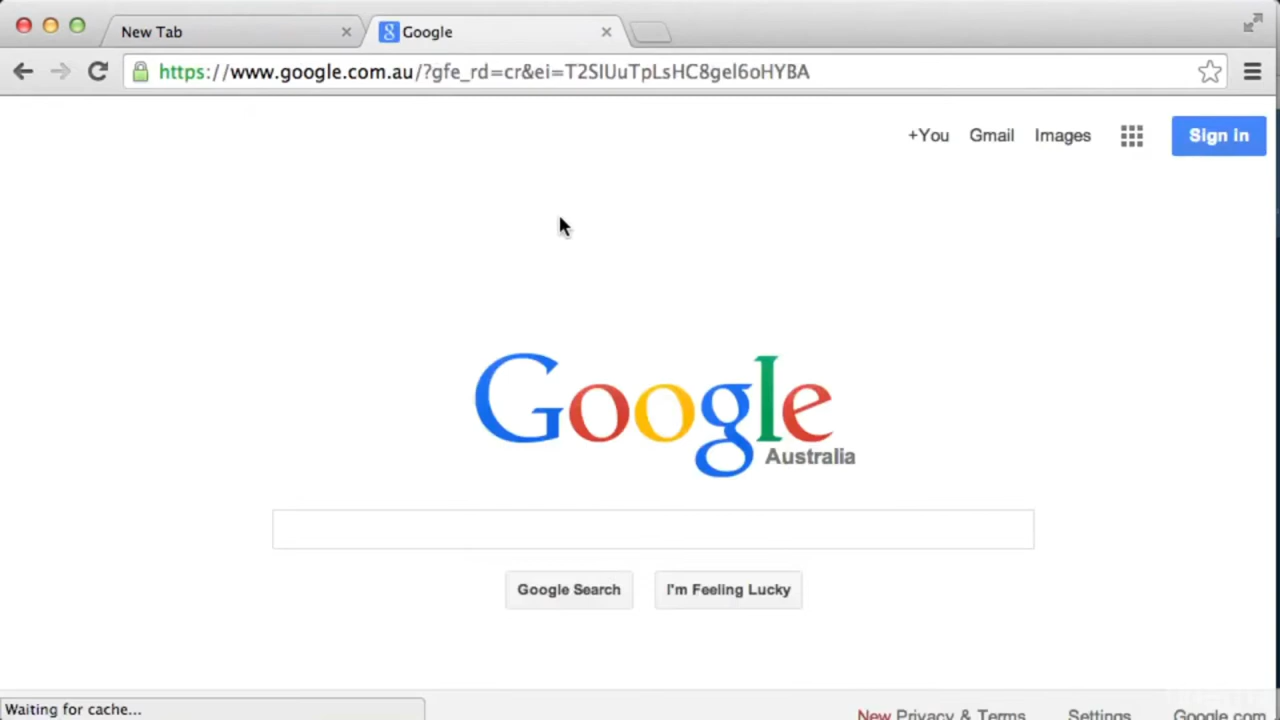 New Tab
Google
https://www.google.com.au/?gfe_rd=cr&ei=T2SIUuTpLsHC8gel6oHYBA
+You Gmail Images Sign in
Google
Australia
Google Search I'm Feeling Lucky
Waiting for cache...
New Privacy & Terms Settings Google.com